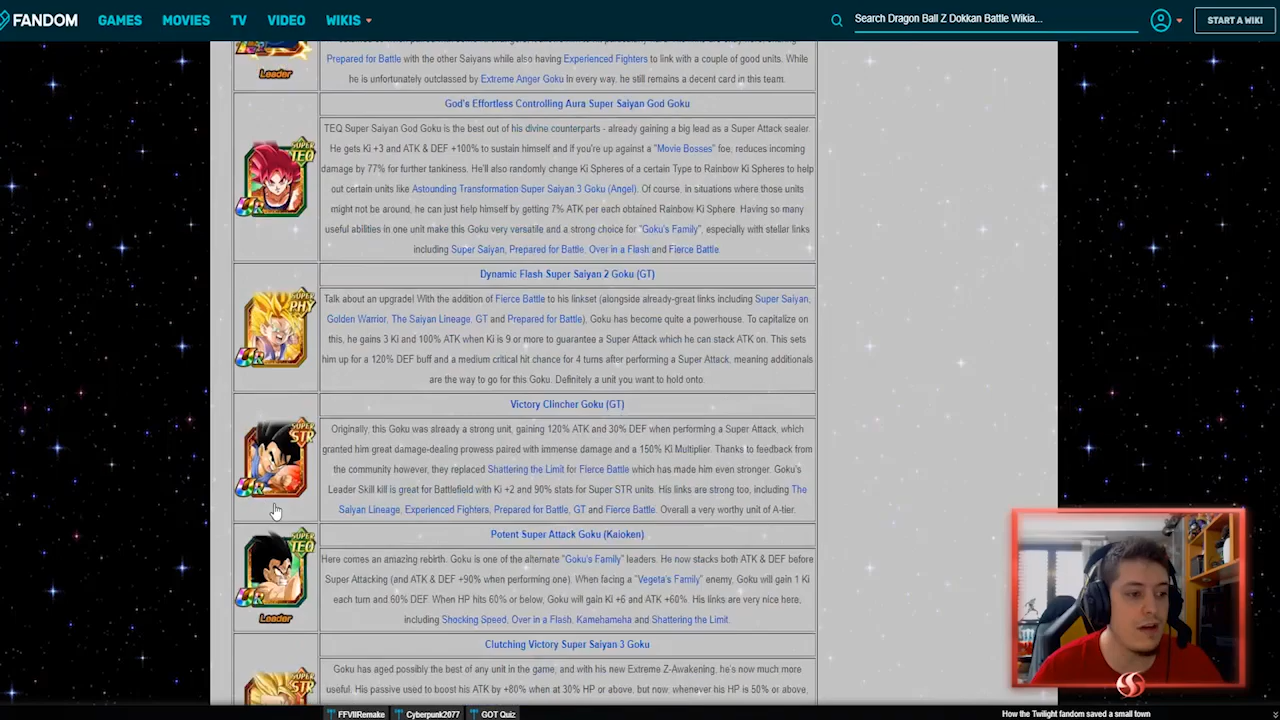 FANDOM GAMES MOVIES TV VIDEO WIKIS Search Dragon Ball Z Dokkan Battle Wikia... START A WIKI
Prepared for Battle with the other Saiyans while also having Experienced Fighters to link with a couple of good units. While
he is unfortunately outclassed by Extreme Anger Goku in every way, he still remains a decent card in this team.
Leader
God's Effortless Controlling Aura Super Saiyan God Goku
TEQ Super Saiyan God Goku is the best out of his divine counterparts - already gaining a big lead as a Super Attack sealer.
He gets Ki +3 and ATK & DEF +100% to sustain himself and if you're up against a "Movie Bosses" foe, reduces incoming
damage by 77% for further tankiness. He'll also randomly change Ki Spheres of a certain Type to Rainbow Ki Spheres to help
out certain units like Astounding Transformation Super Saiyan 3 Goku (Angel). Of course, in situations where those units
might not be around, he can just help himself by getting 7% ATK per each obtained Rainbow Ki Sphere. Having so many
useful abilities in one unit make this Goku very versatile and a strong choice for "Goku's Family", especially with stellar links
including Super Saiyan, Prepared for Battle, Over in a Flash and Fierce Battle.
SUPER
TEQ
UR
Dynamic Flash Super Saiyan 2 Goku (GT)
Talk about an upgrade! With the addition of Fierce Battle to his linkset (alongside already-great links including Super Saiyan,
Golden Warrior, The Saiyan Lineage, GT and Prepared for Battle), Goku has become quite a powerhouse. To capitalize on
this, he gains 3 Ki and 100% ATK when Ki is 9 or more to guarantee a Super Attack which he can stack ATK on. This sets
him up for a 120% DEF buff and a medium critical hit chance for 4 turns after performing a Super Attack, meaning additionals
are the way to go for this Goku. Definitely a unit you want to hold onto.
SUPER
PHY
UR
Victory Clincher Goku (GT)
Originally, this Goku was already a strong unit, gaining 120% ATK and 30% DEF when performing a Super Attack, which
granted him great damage-dealing prowess paired with immense damage and a 150% KI Multiplier. Thanks to feedback from
the community however, they replaced Shattering the Limit for Fierce Battle which has made him even stronger. Goku's
Leader Skill kill is great for Battlefield with Ki +2 and 90% stats for Super STR units. His links are strong too, including The
Saiyan Lineage, Experienced Fighters, Prepared for Battle, GT and Fierce Battle. Overall a very worthy unit of A-tier.
SUPER
STR
UR
Potent Super Attack Goku (Kaioken)
Here comes an amazing rebirth. Goku is one of the alternate "Goku's Family" leaders. He now stacks both ATK & DEF before
Super Attacking (and ATK & DEF +90% when performing one). When facing a "Vegeta's Family" enemy, Goku will gain 1 Ki
each turn and 60% DEF. When HP hits 60% or below, Goku will gain Ki +6 and ATK +60%. His links are very nice here,
including Shocking Speed, Over in a Flash, Kamehameha and Shattering the Limit.
SUPER
TEQ
UR
Leader
Clutching Victory Super Saiyan 3 Goku
Goku has aged possibly the best of any unit in the game, and with his new Extreme Z-Awakening, he's now much more
useful. His passive used to boost his ATK by +80% when at 30% HP or above, but now, whenever his HP is 50% or above,
SUPER
STR
FFVIIRemake Cyberpunk2077 GOT Quiz How the Twilight fandom saved a small town